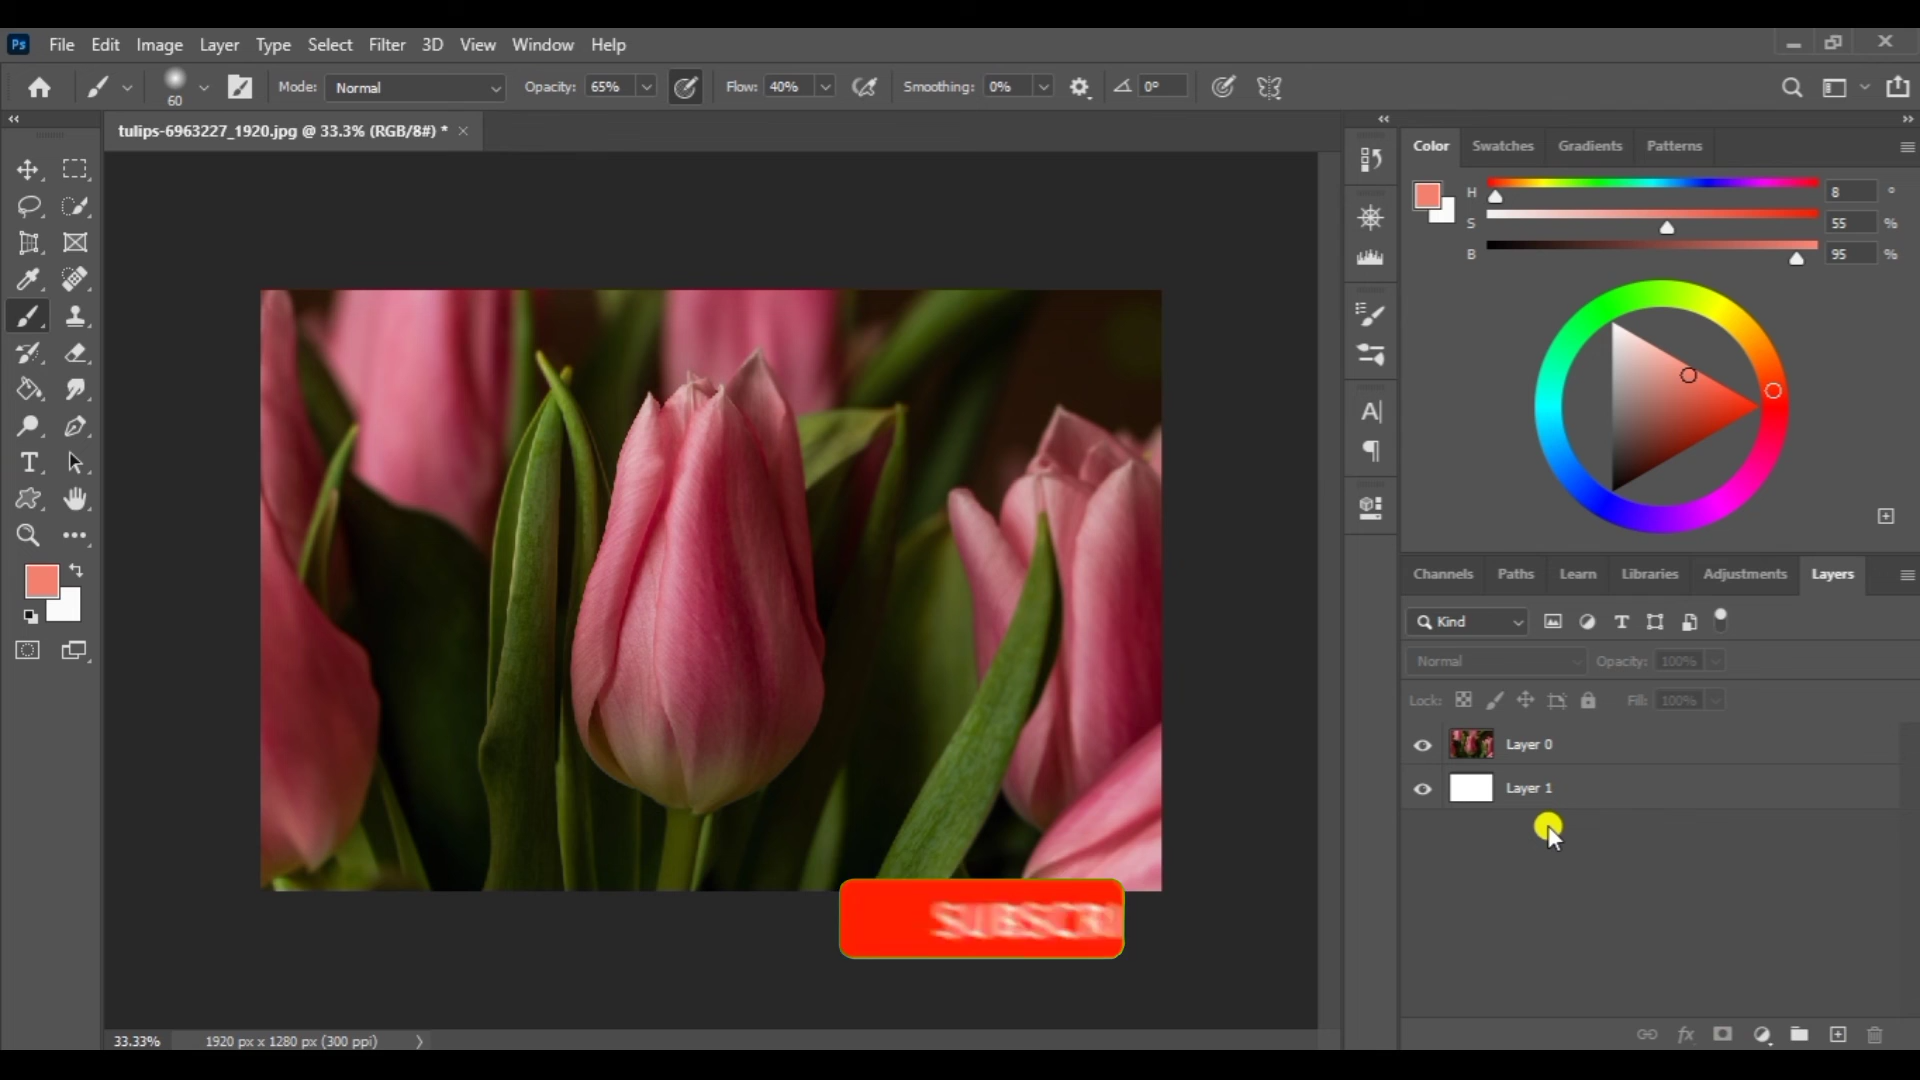 Ps File Edit Image Layer Type Select Filter 3D View Window Help
60 Mode: Normal Opacity: 65% Flow: 40% Smoothing: 0% 0°
tulips-6963227_1920.jpg @ 33.3% (RGB/8#) * ×
Color Swatches Gradients Patterns
H 8 °
S 55 %
B 95 %
Channels Paths Learn Libraries Adjustments Layers
Kind
Normal Opacity: 100%
Lock: Fill: 100%
Layer 0
Layer 1
33.33% 1920 px x 1280 px (300 ppi)